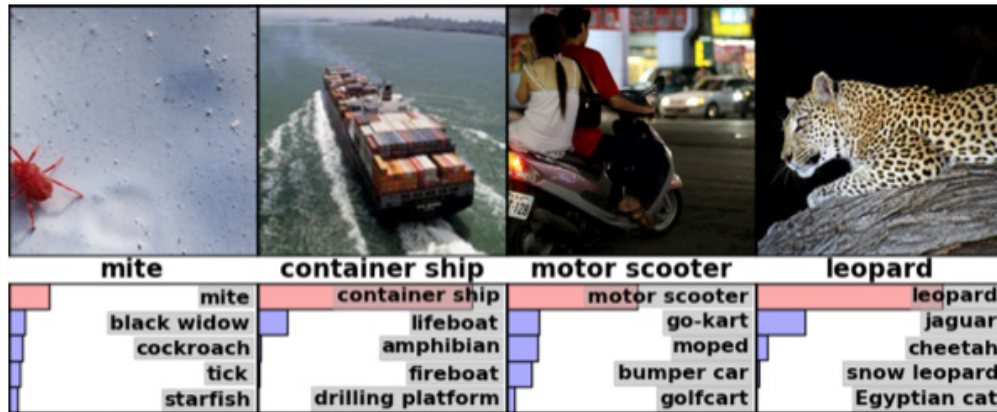 mite
container ship
motor scooter
leopard
mite
black widow
cockroach
tick
starfish
container ship
lifeboat
amphibian
fireboat
drilling platform
motor scooter
go-kart
moped
bumper car
golfcart
leopard
jaguar
cheetah
snow leopard
Egyptian cat